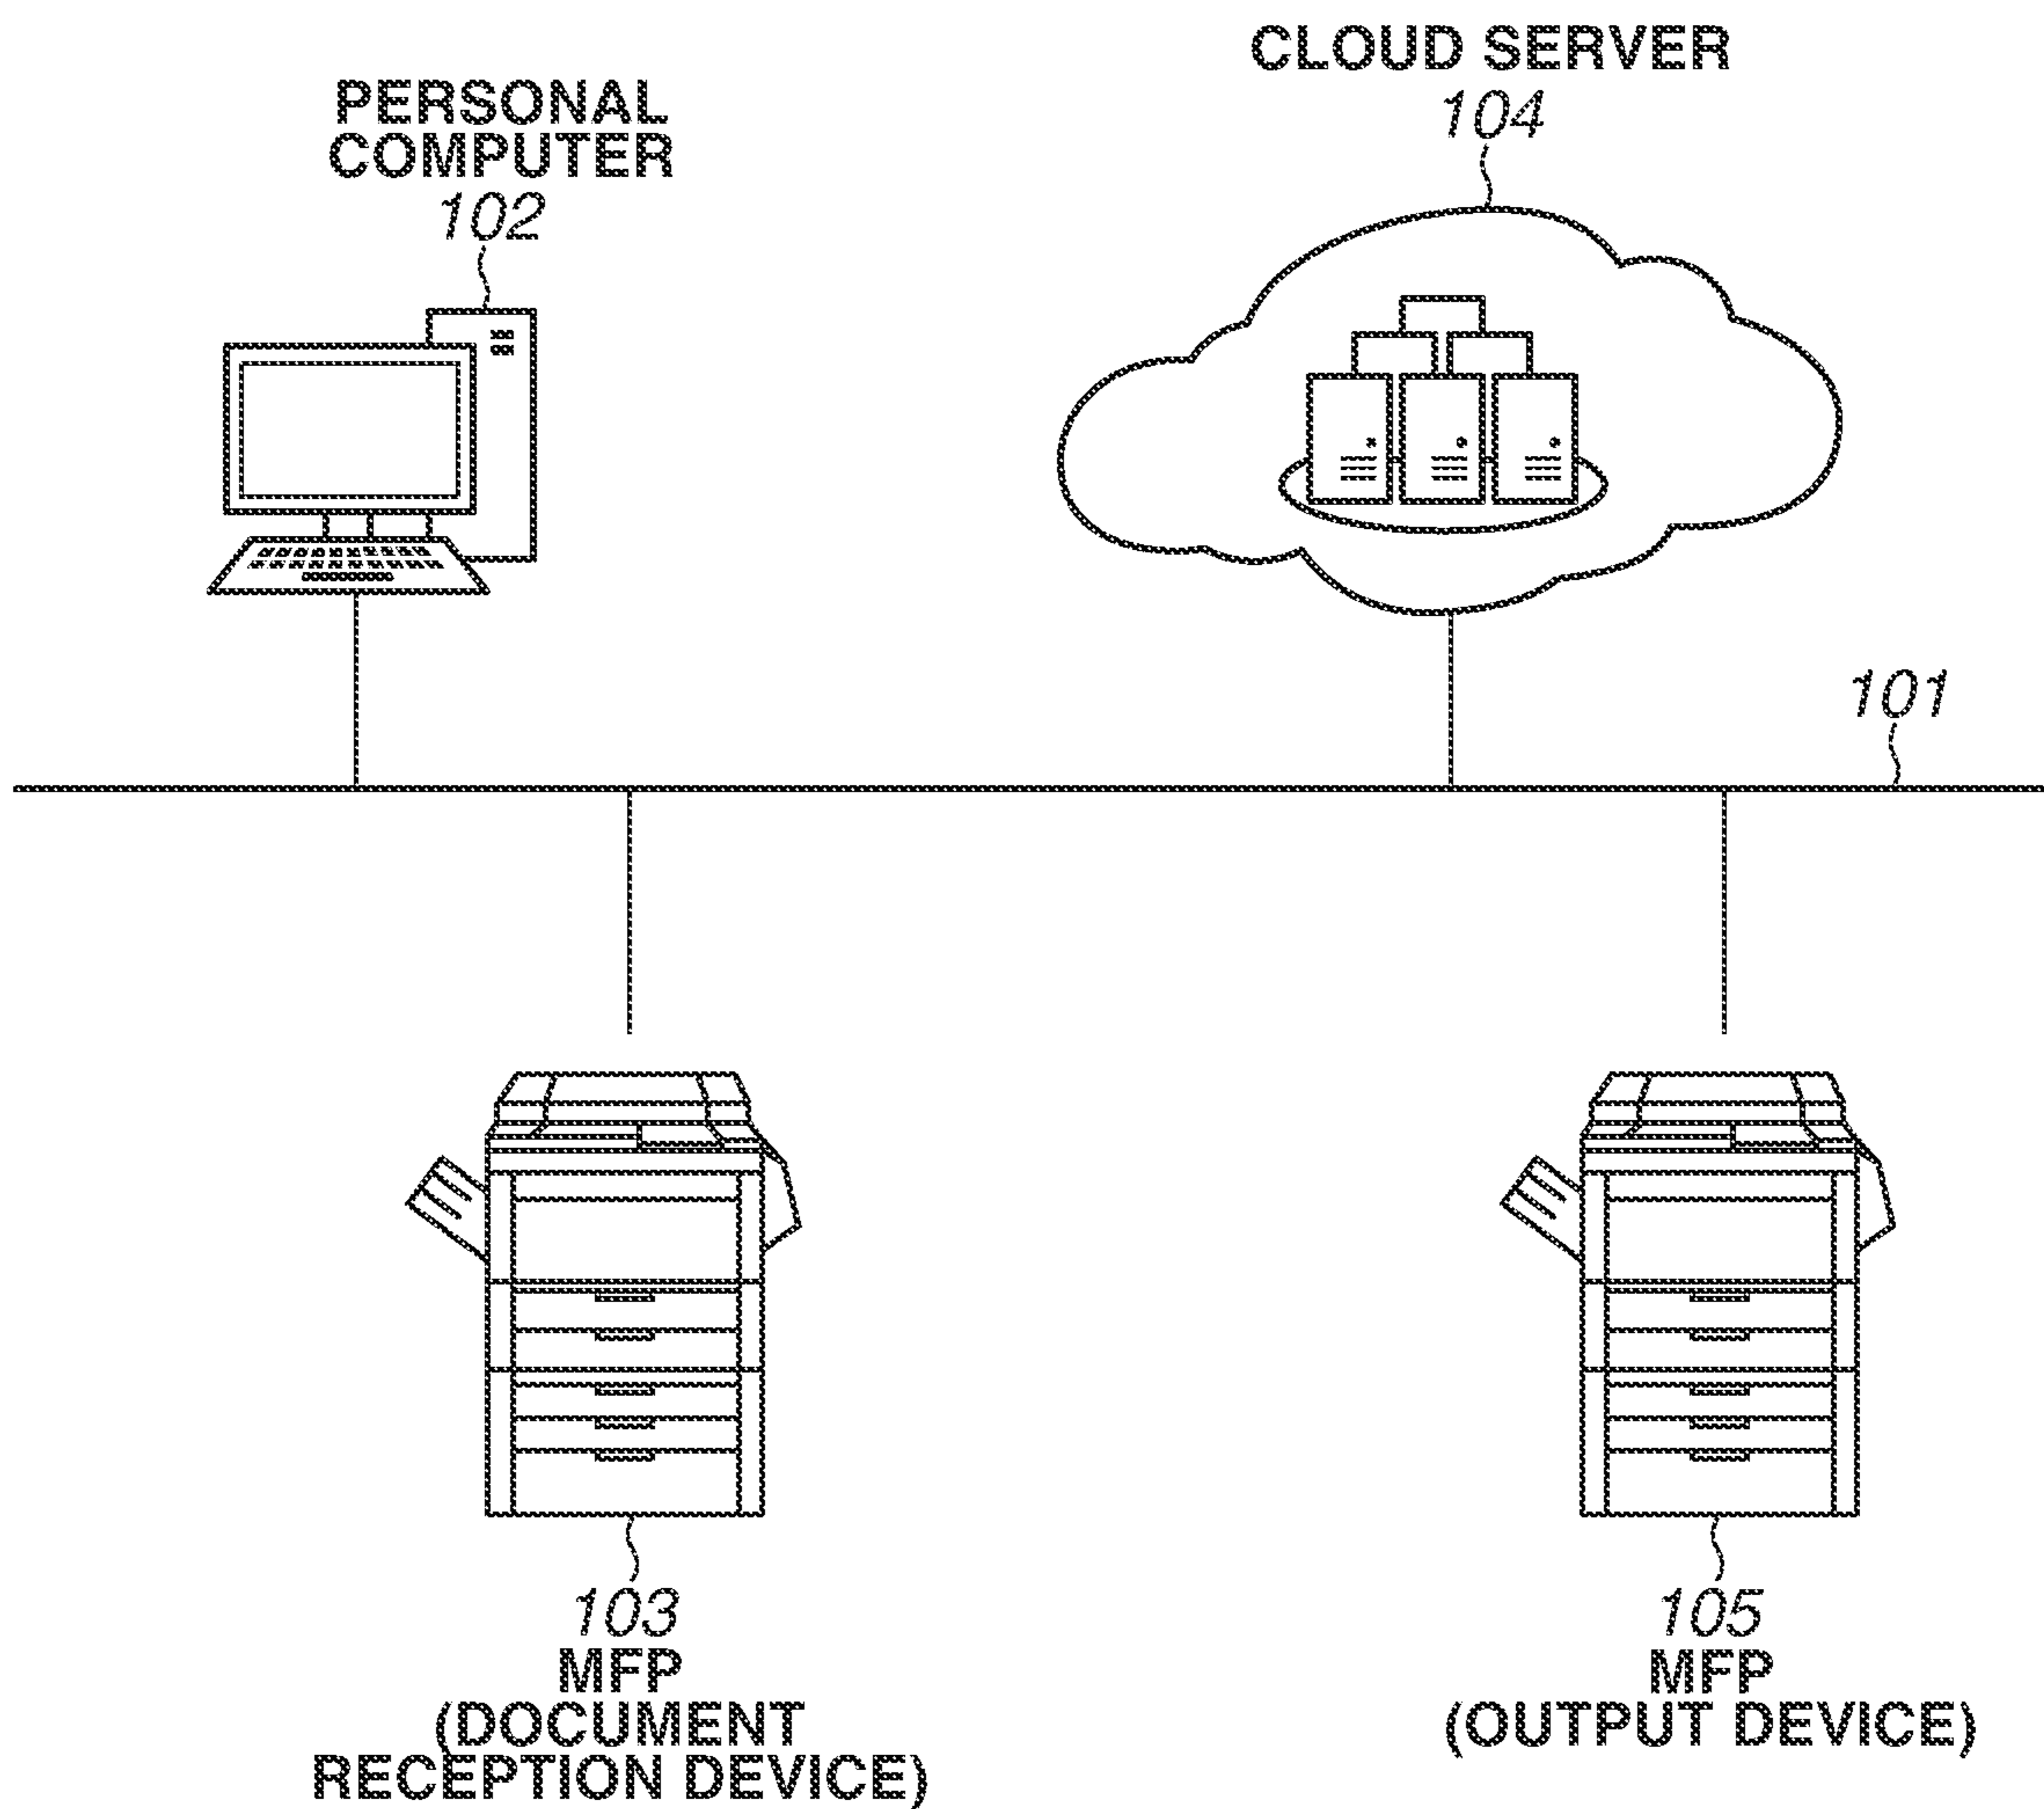 PERSONAL
COMPUTER
102
CLOUD SERVER
104
101
103
MFP
(DOCUMENT
RECEPTION DEVICE)
105
MFP
(OUTPUT DEVICE)